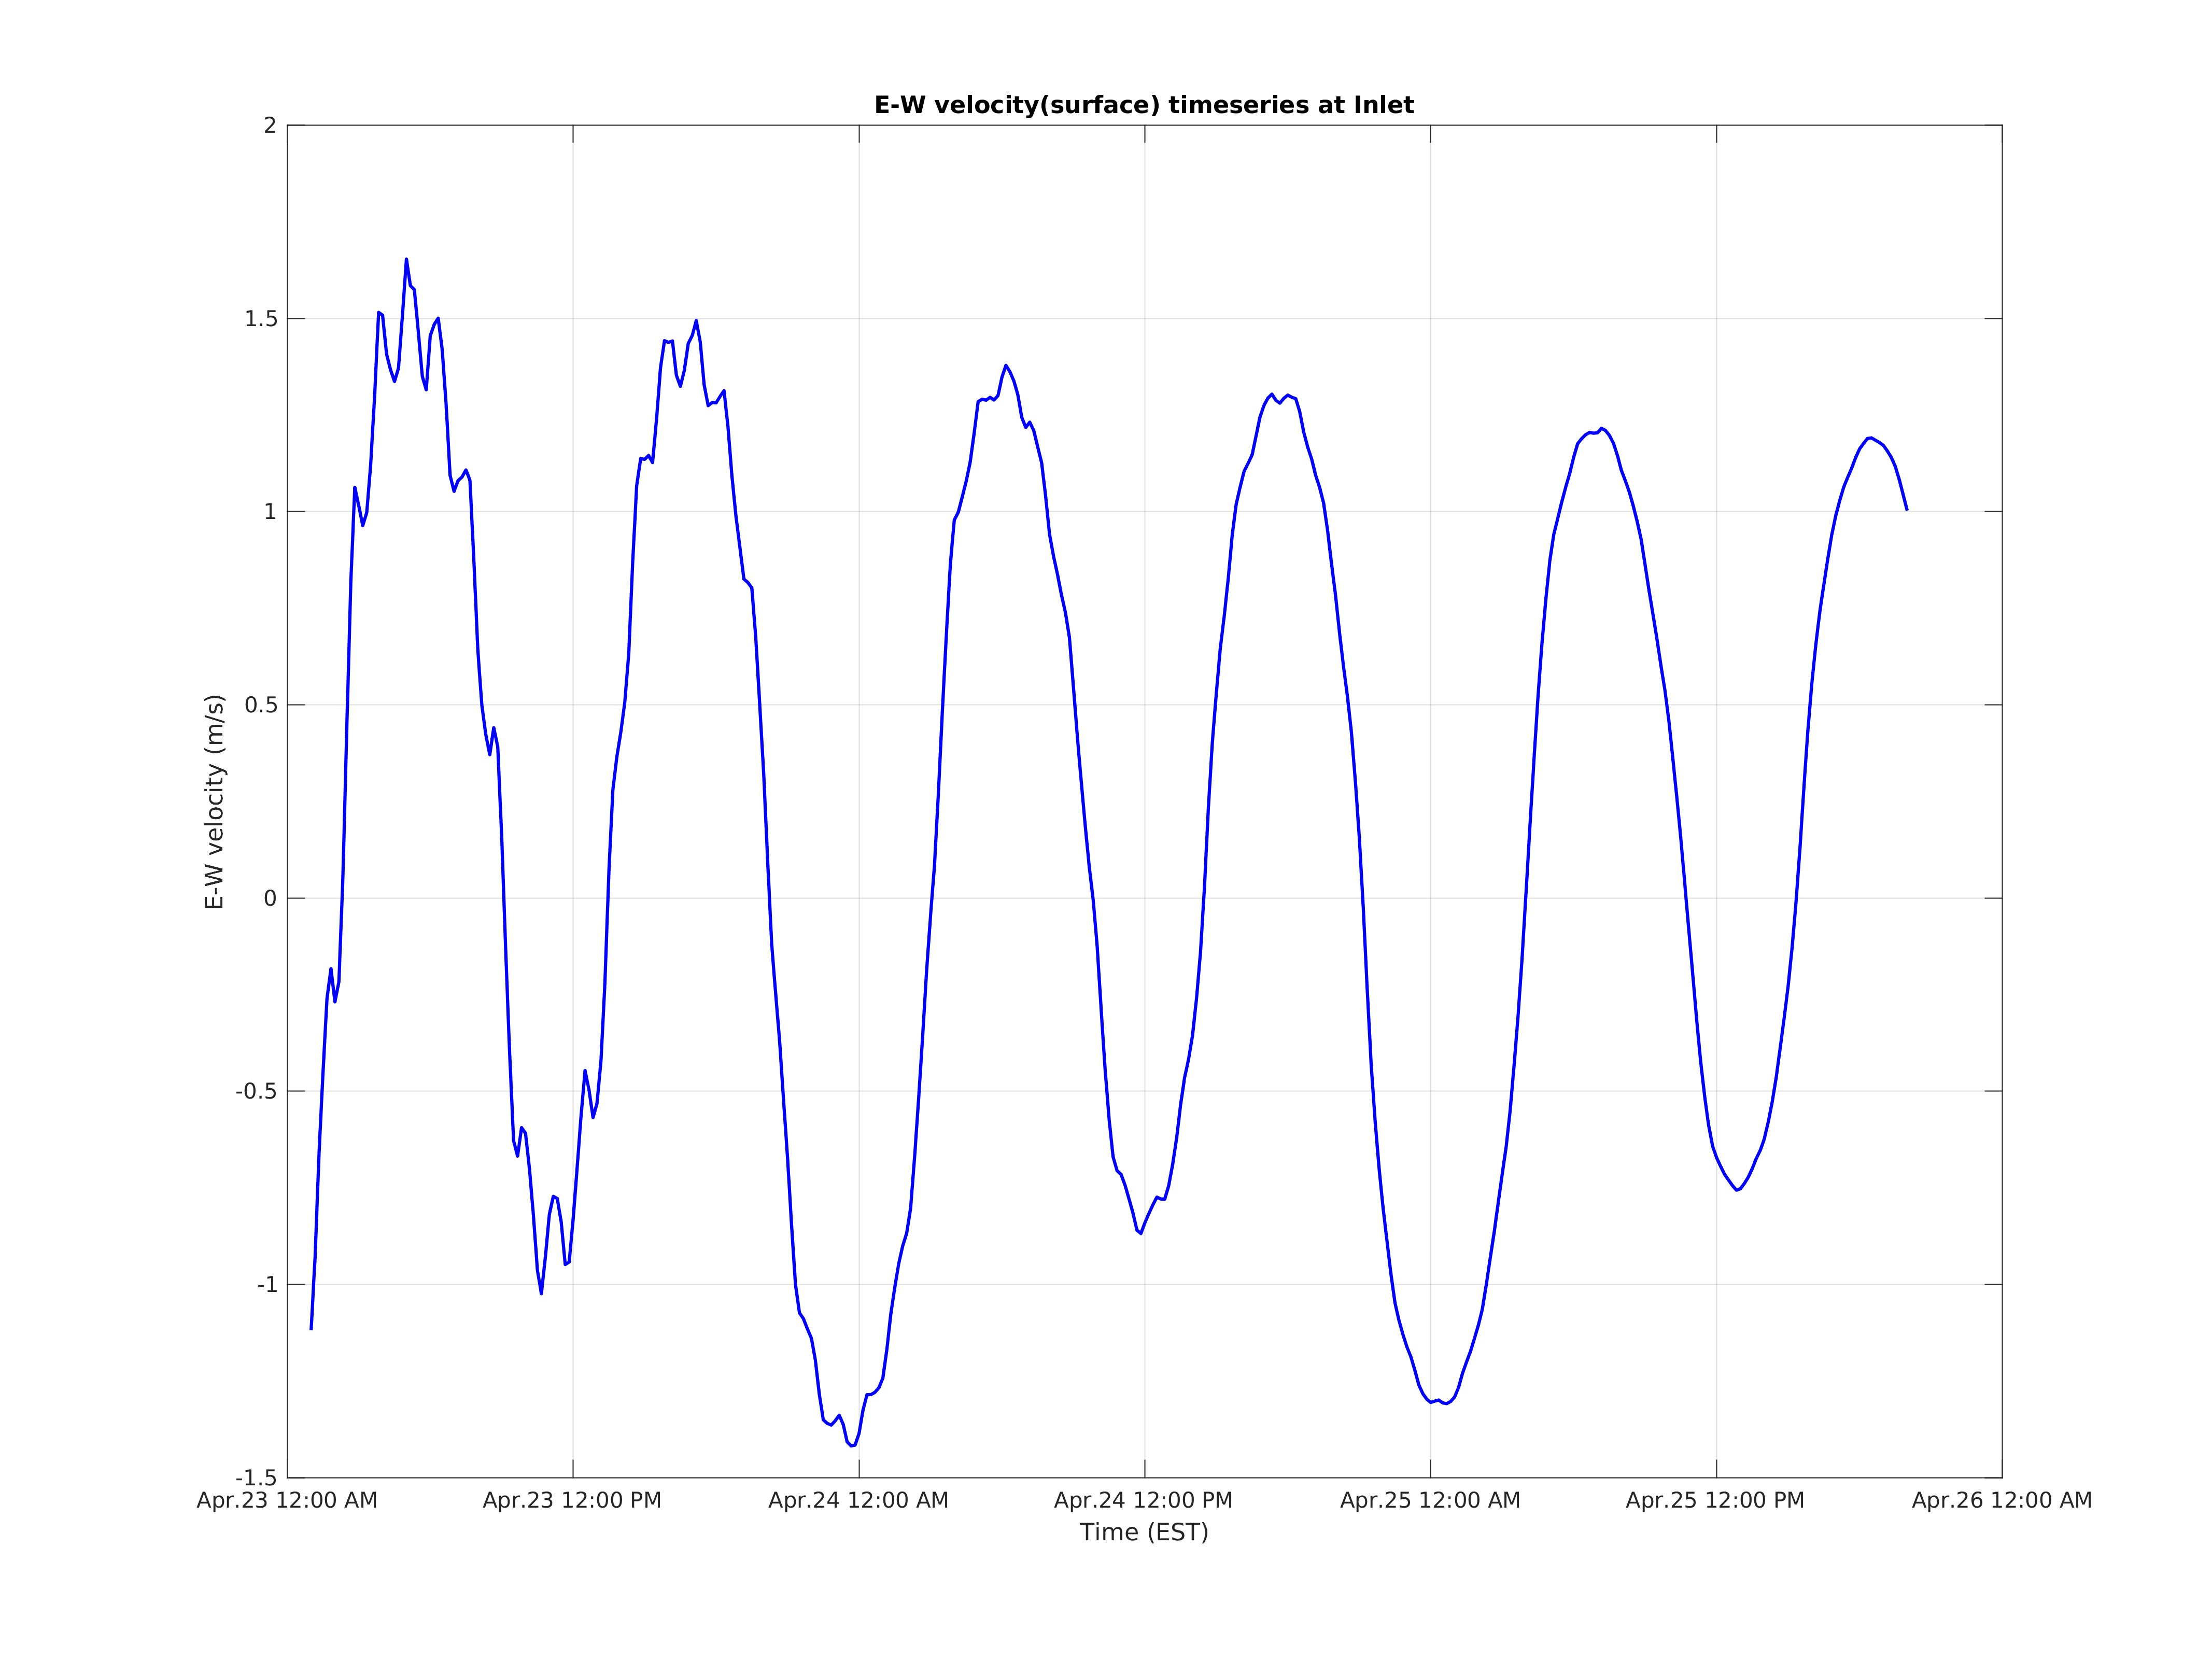 E-W velocity(surface) timeseries at Inlet
2
1.5
1
0.5
0
-0.5
-1
-1.5
E-W velocity (m/s)
Apr.23 12:00 AM Apr.23 12:00 PM Apr.24 12:00 AM Apr.24 12:00 PM Apr.25 12:00 AM Apr.25 12:00 PM Apr.26 12:00 AM
Time (EST)